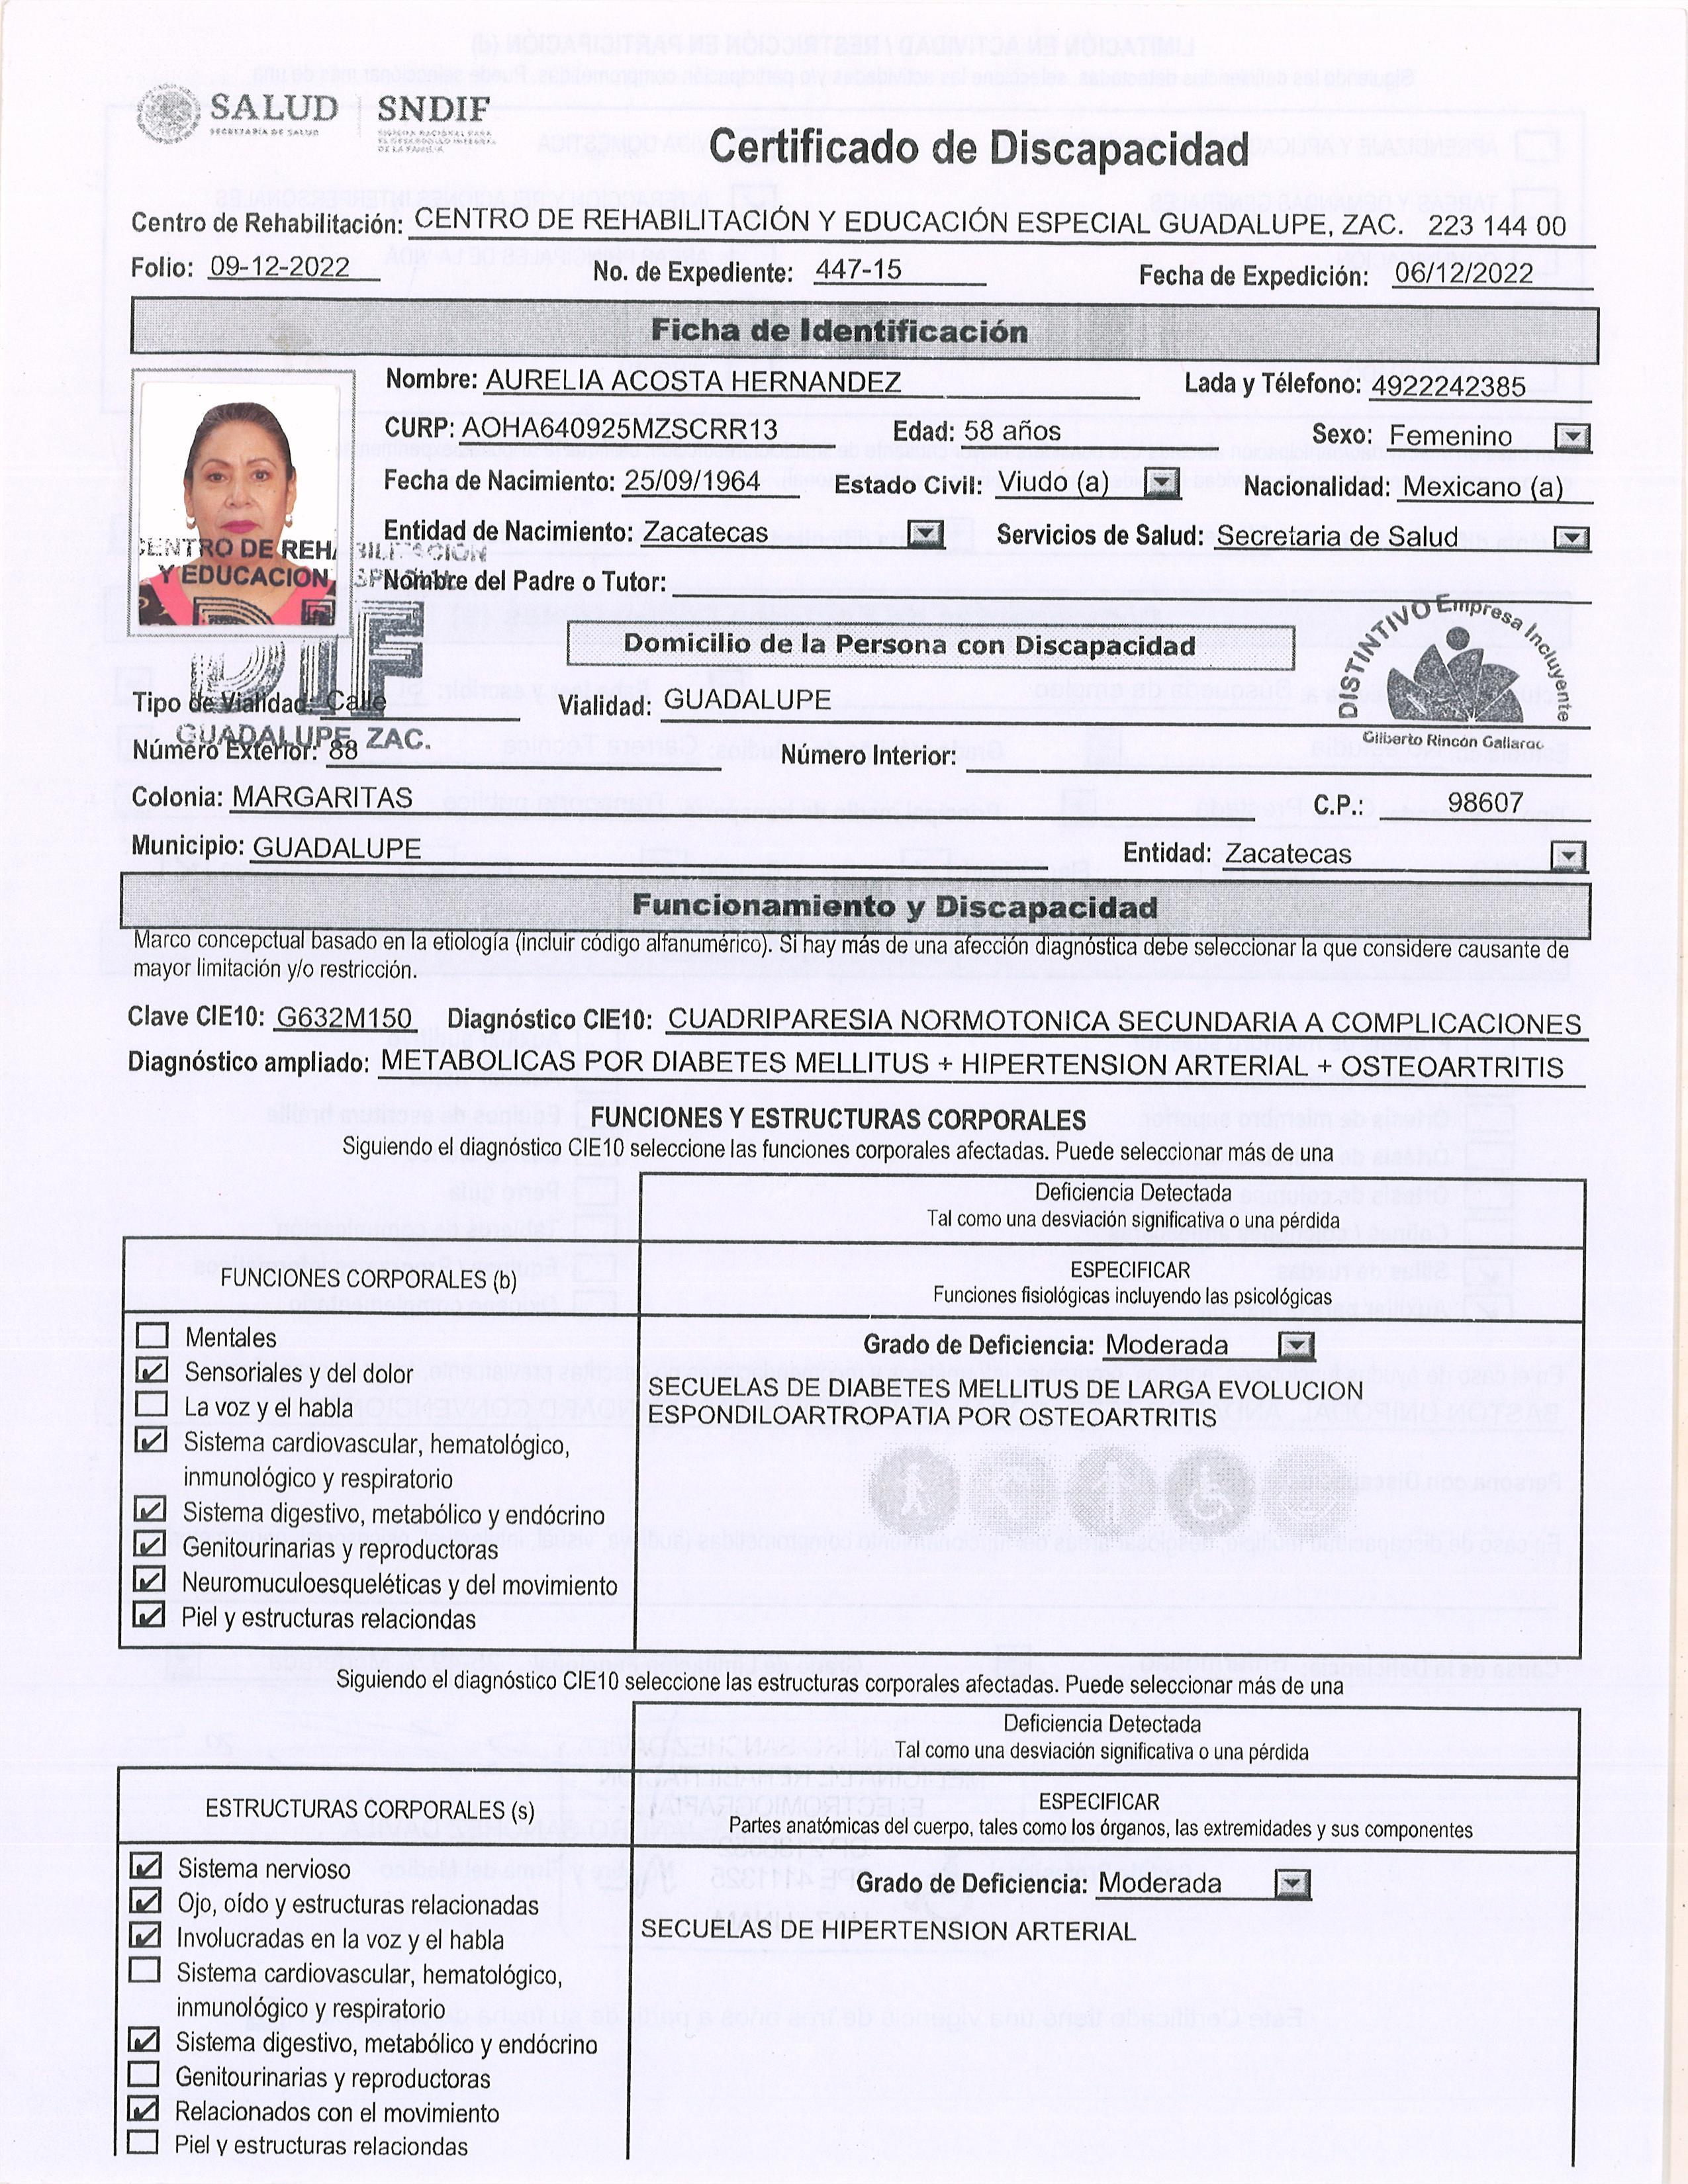 SALUD
SECRETARÍA DE SALUD
SNDIF
SISTEMA NACIONAL PARA
EL DESARROLLO INTEGRAL
DE LA FAMILIA
Certificado de Discapacidad
Centro de Rehabilitación: CENTRO DE REHABILITACIÓN Y EDUCACIÓN ESPECIAL GUADALUPE, ZAC. 223 144 00
Folio: 09-12-2022 No. de Expediente: 447-15 Fecha de Expedición: 06/12/2022
Ficha de Identificación
Nombre: AURELIA ACOSTA HERNANDEZ Lada y Télefono: 4922242385
CURP: AOHA640925MZSCRR13 Edad: 58 años Sexo: Femenino
Fecha de Nacimiento: 25/09/1964 Estado Civil: Viudo (a) Nacionalidad: Mexicano (a)
Entidad de Nacimiento: Zacatecas Servicios de Salud: Secretaria de Salud
CENTRO DE REHABILITACIÓN
Y EDUCACION ESPECIAL
Nombre del Padre o Tutor:
DIF
GUADALUPE, ZAC.
Domicilio de la Persona con Discapacidad
DISTINTIVO Empresa Incluyente
Gilberto Rincón Gallardo
Tipo de Vialidad: Calle Vialidad: GUADALUPE
Número Exterior: 88 Número Interior:
Colonia: MARGARITAS C.P.: 98607
Municipio: GUADALUPE Entidad: Zacatecas
Funcionamiento y Discapacidad
Marco concepctual basado en la etiología (incluir código alfanumérico). Si hay más de una afección diagnóstica debe seleccionar la que considere causante de
mayor limitación y/o restricción.
Clave CIE10: G632M150 Diagnóstico CIE10: CUADRIPARESIA NORMOTONICA SECUNDARIA A COMPLICACIONES
Diagnóstico ampliado: METABOLICAS POR DIABETES MELLITUS + HIPERTENSION ARTERIAL + OSTEOARTRITIS
FUNCIONES Y ESTRUCTURAS CORPORALES
Siguiendo el diagnóstico CIE10 seleccione las funciones corporales afectadas. Puede seleccionar más de una
Deficiencia Detectada
Tal como una desviación significativa o una pérdida
FUNCIONES CORPORALES (b)
ESPECIFICAR
Funciones fisiológicas incluyendo las psicológicas
Grado de Deficiencia: Moderada
SECUELAS DE DIABETES MELLITUS DE LARGA EVOLUCION
ESPONDILOARTROPATIA POR OSTEOARTRITIS
Mentales
Sensoriales y del dolor
La voz y el habla
Sistema cardiovascular, hematológico,
inmunológico y respiratorio
Sistema digestivo, metabólico y endócrino
Genitourinarias y reproductoras
Neuromuculoesqueléticas y del movimiento
Piel y estructuras relaciondas
Siguiendo el diagnóstico CIE10 seleccione las estructuras corporales afectadas. Puede seleccionar más de una
Deficiencia Detectada
Tal como una desviación significativa o una pérdida
ESTRUCTURAS CORPORALES (s)
ESPECIFICAR
Partes anatómicas del cuerpo, tales como los órganos, las extremidades y sus componentes
Grado de Deficiencia: Moderada
SECUELAS DE HIPERTENSION ARTERIAL
Sistema nervioso
Ojo, oído y estructuras relacionadas
Involucradas en la voz y el habla
Sistema cardiovascular, hematológico,
inmunológico y respiratorio
Sistema digestivo, metabólico y endócrino
Genitourinarias y reproductoras
Relacionados con el movimiento
Piel y estructuras relaciondas